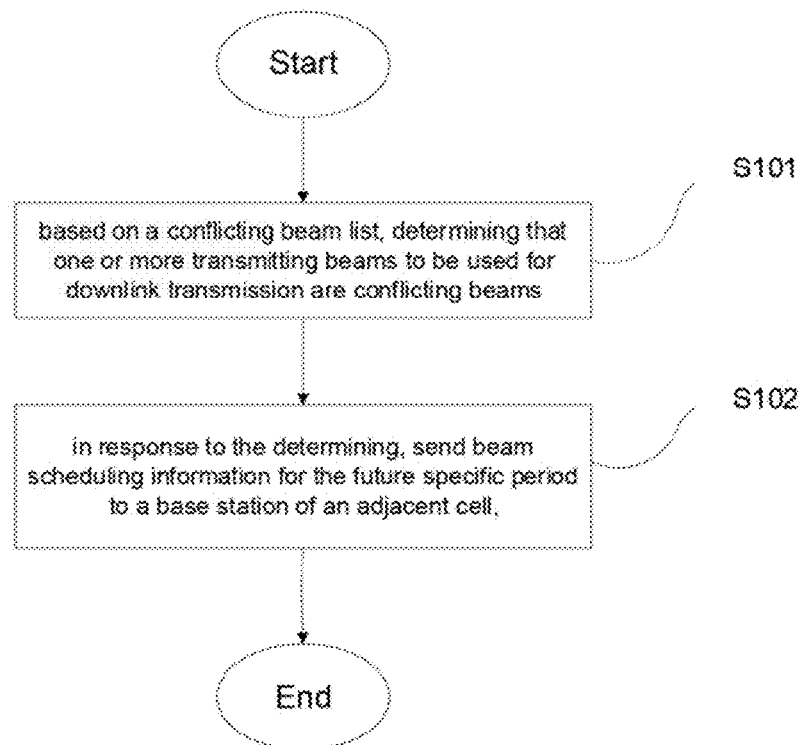 Start
S101
based on a conflicting beam list, determining that
one or more transmitting beams to be used for
downlink transmission are conflicting beams
S102
in response to the determining, send beam
scheduling information for the future specific period
to a base station of an adjacent cell,
End